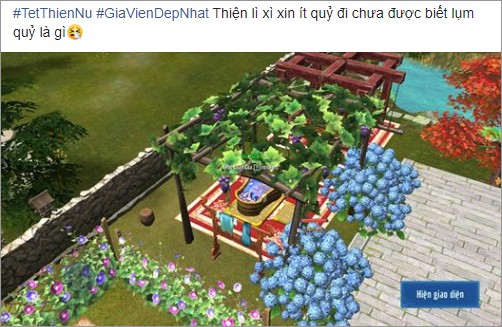 #TetThienNu #GiaVienDepNhat Thiện lì xì xin ít quỷ đi chưa được biết lụm
quỷ là gì🤧
Hiện giao diện